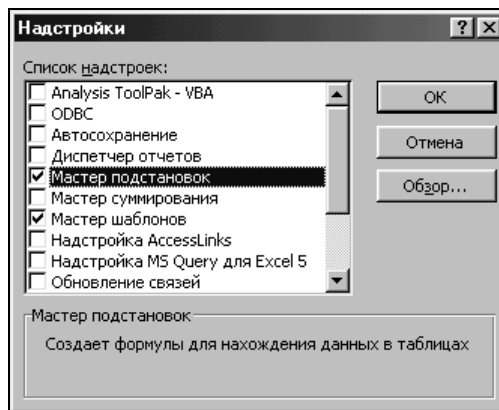 Надстройки
Список надстроек:
Analysis ToolPak - VBA
ODBC
Автосохранение
Диспетчер отчетов
Мастер подстановок
Мастер суммирования
Мастер шаблонов
Надстройка AccessLinks
Надстройка MS Query для Excel 5
Обновление связей
ОК
Отмена
Обзор...
Мастер подстановок
Создает формулы для нахождения данных в таблицах